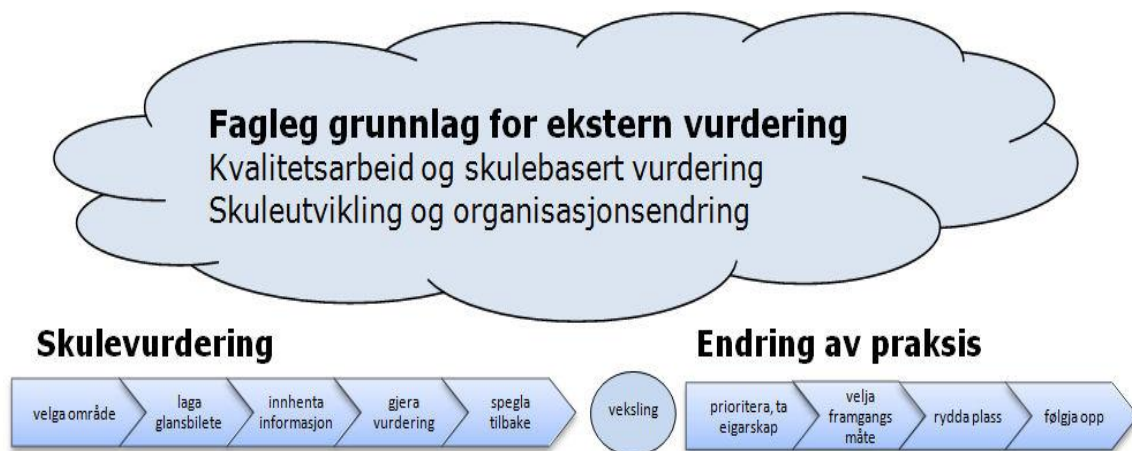 Fagleg grunnlag for ekstern vurdering
Kvalitetsarbeid og skulebasert vurdering
Skuleutvikling og organisasjonsendring
Skulevurdering
velga område
laga
glansbilete
innhenta
informasjon
gjera
vurdering
spegla
tilbake
veksling
Endring av praksis
prioritera, ta
eigarskap
velja
framgangs
måte
rydda plass
følgja opp